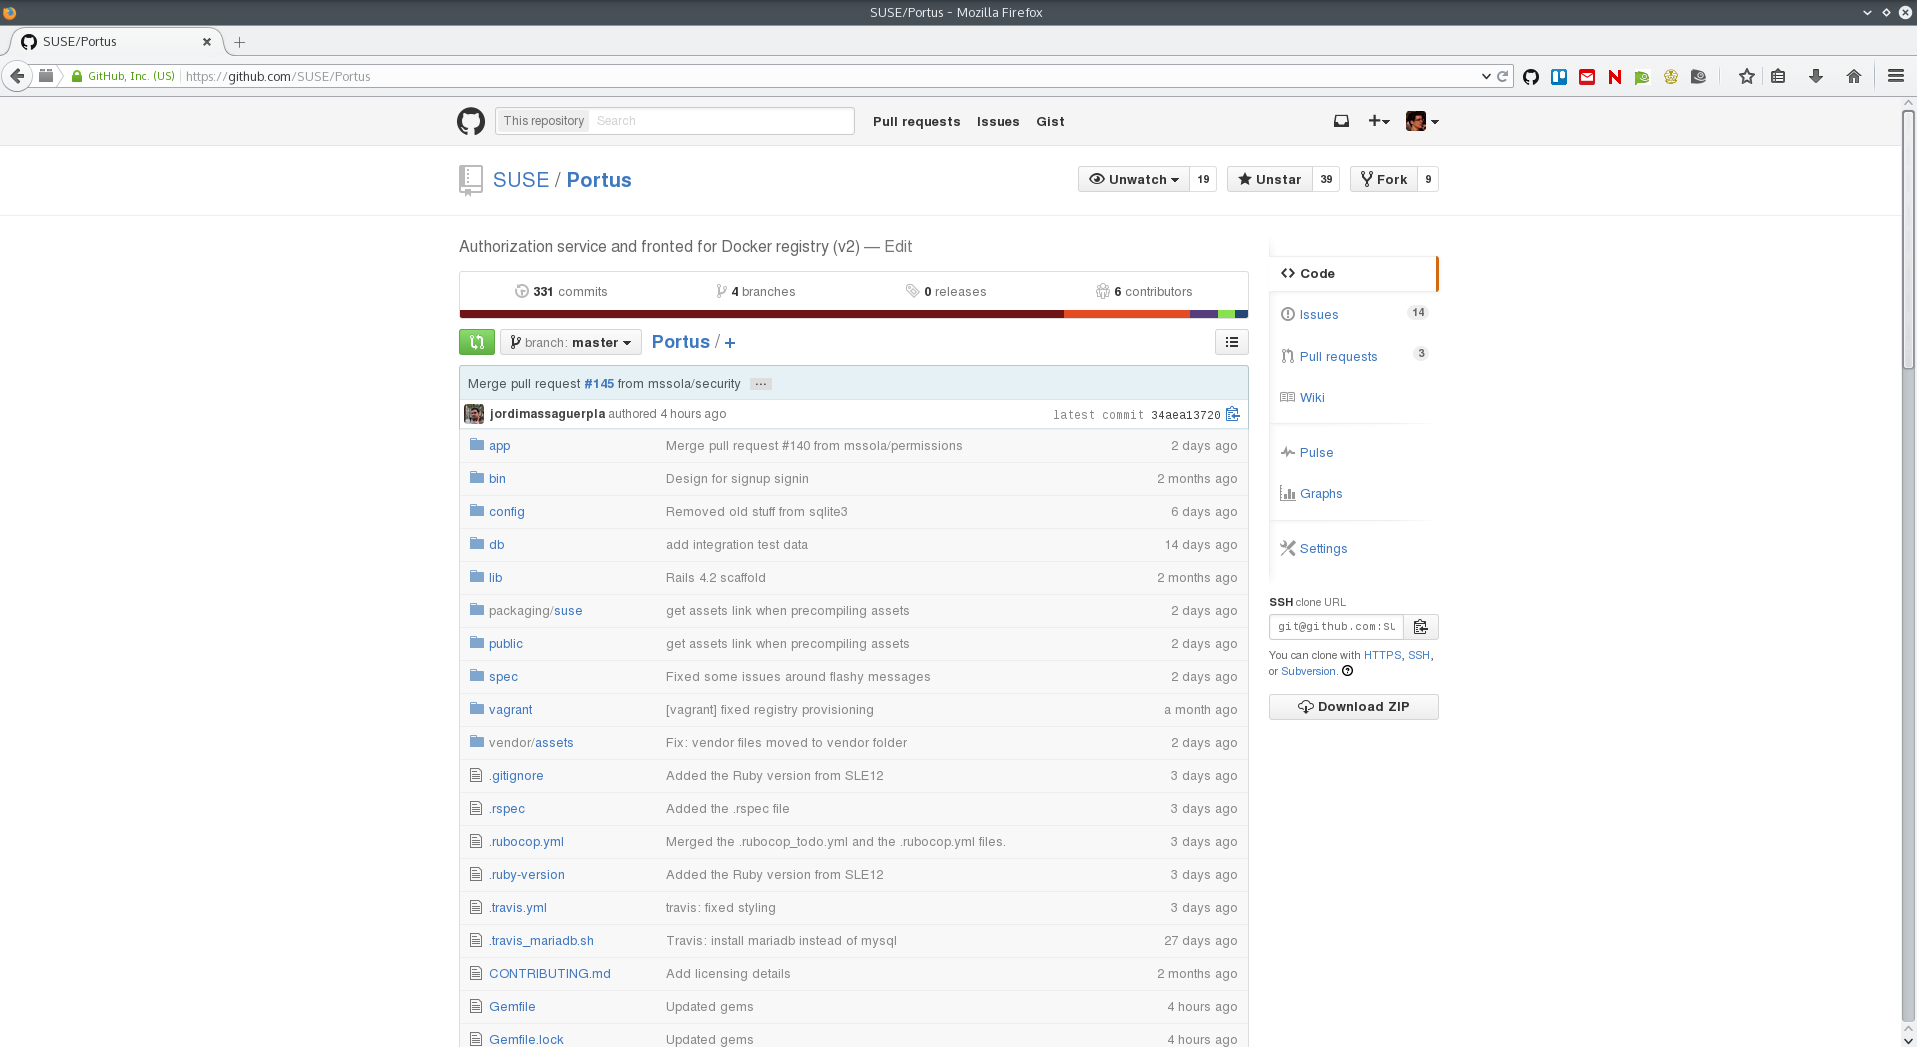 SUSE/Portus - Mozilla Firefox
SUSE/Portus
GitHub, Inc. (US) https://github.com/SUSE/Portus
This repository Search Pull requests Issues Gist
SUSE / Portus Unwatch 19 Unstar 39 Fork 9
Authorization service and fronted for Docker registry (v2) — Edit
331 commits 4 branches 0 releases 6 contributors
branch: master Portus / +
Merge pull request #145 from mssola/security ...
jordimassaguerpla authored 4 hours ago latest commit 34aea13720
app Merge pull request #140 from mssola/permissions 2 days ago
bin Design for signup signin 2 months ago
config Removed old stuff from sqlite3 6 days ago
db add integration test data 14 days ago
lib Rails 4.2 scaffold 2 months ago
packaging/suse get assets link when precompiling assets 2 days ago
public get assets link when precompiling assets 2 days ago
spec Fixed some issues around flashy messages 2 days ago
vagrant [vagrant] fixed registry provisioning a month ago
vendor/assets Fix: vendor files moved to vendor folder 2 days ago
.gitignore Added the Ruby version from SLE12 3 days ago
.rspec Added the .rspec file 3 days ago
.rubocop.yml Merged the .rubocop_todo.yml and the .rubocop.yml files. 3 days ago
.ruby-version Added the Ruby version from SLE12 3 days ago
.travis.yml travis: fixed styling 3 days ago
.travis_mariadb.sh Travis: install mariadb instead of mysql 27 days ago
CONTRIBUTING.md Add licensing details 2 months ago
Gemfile Updated gems 4 hours ago
Gemfile.lock Updated gems 4 hours ago
Code
Issues 14
Pull requests 3
Wiki
Pulse
Graphs
Settings
SSH clone URL
git@github.com:SU
You can clone with HTTPS, SSH,
or Subversion.
Download ZIP